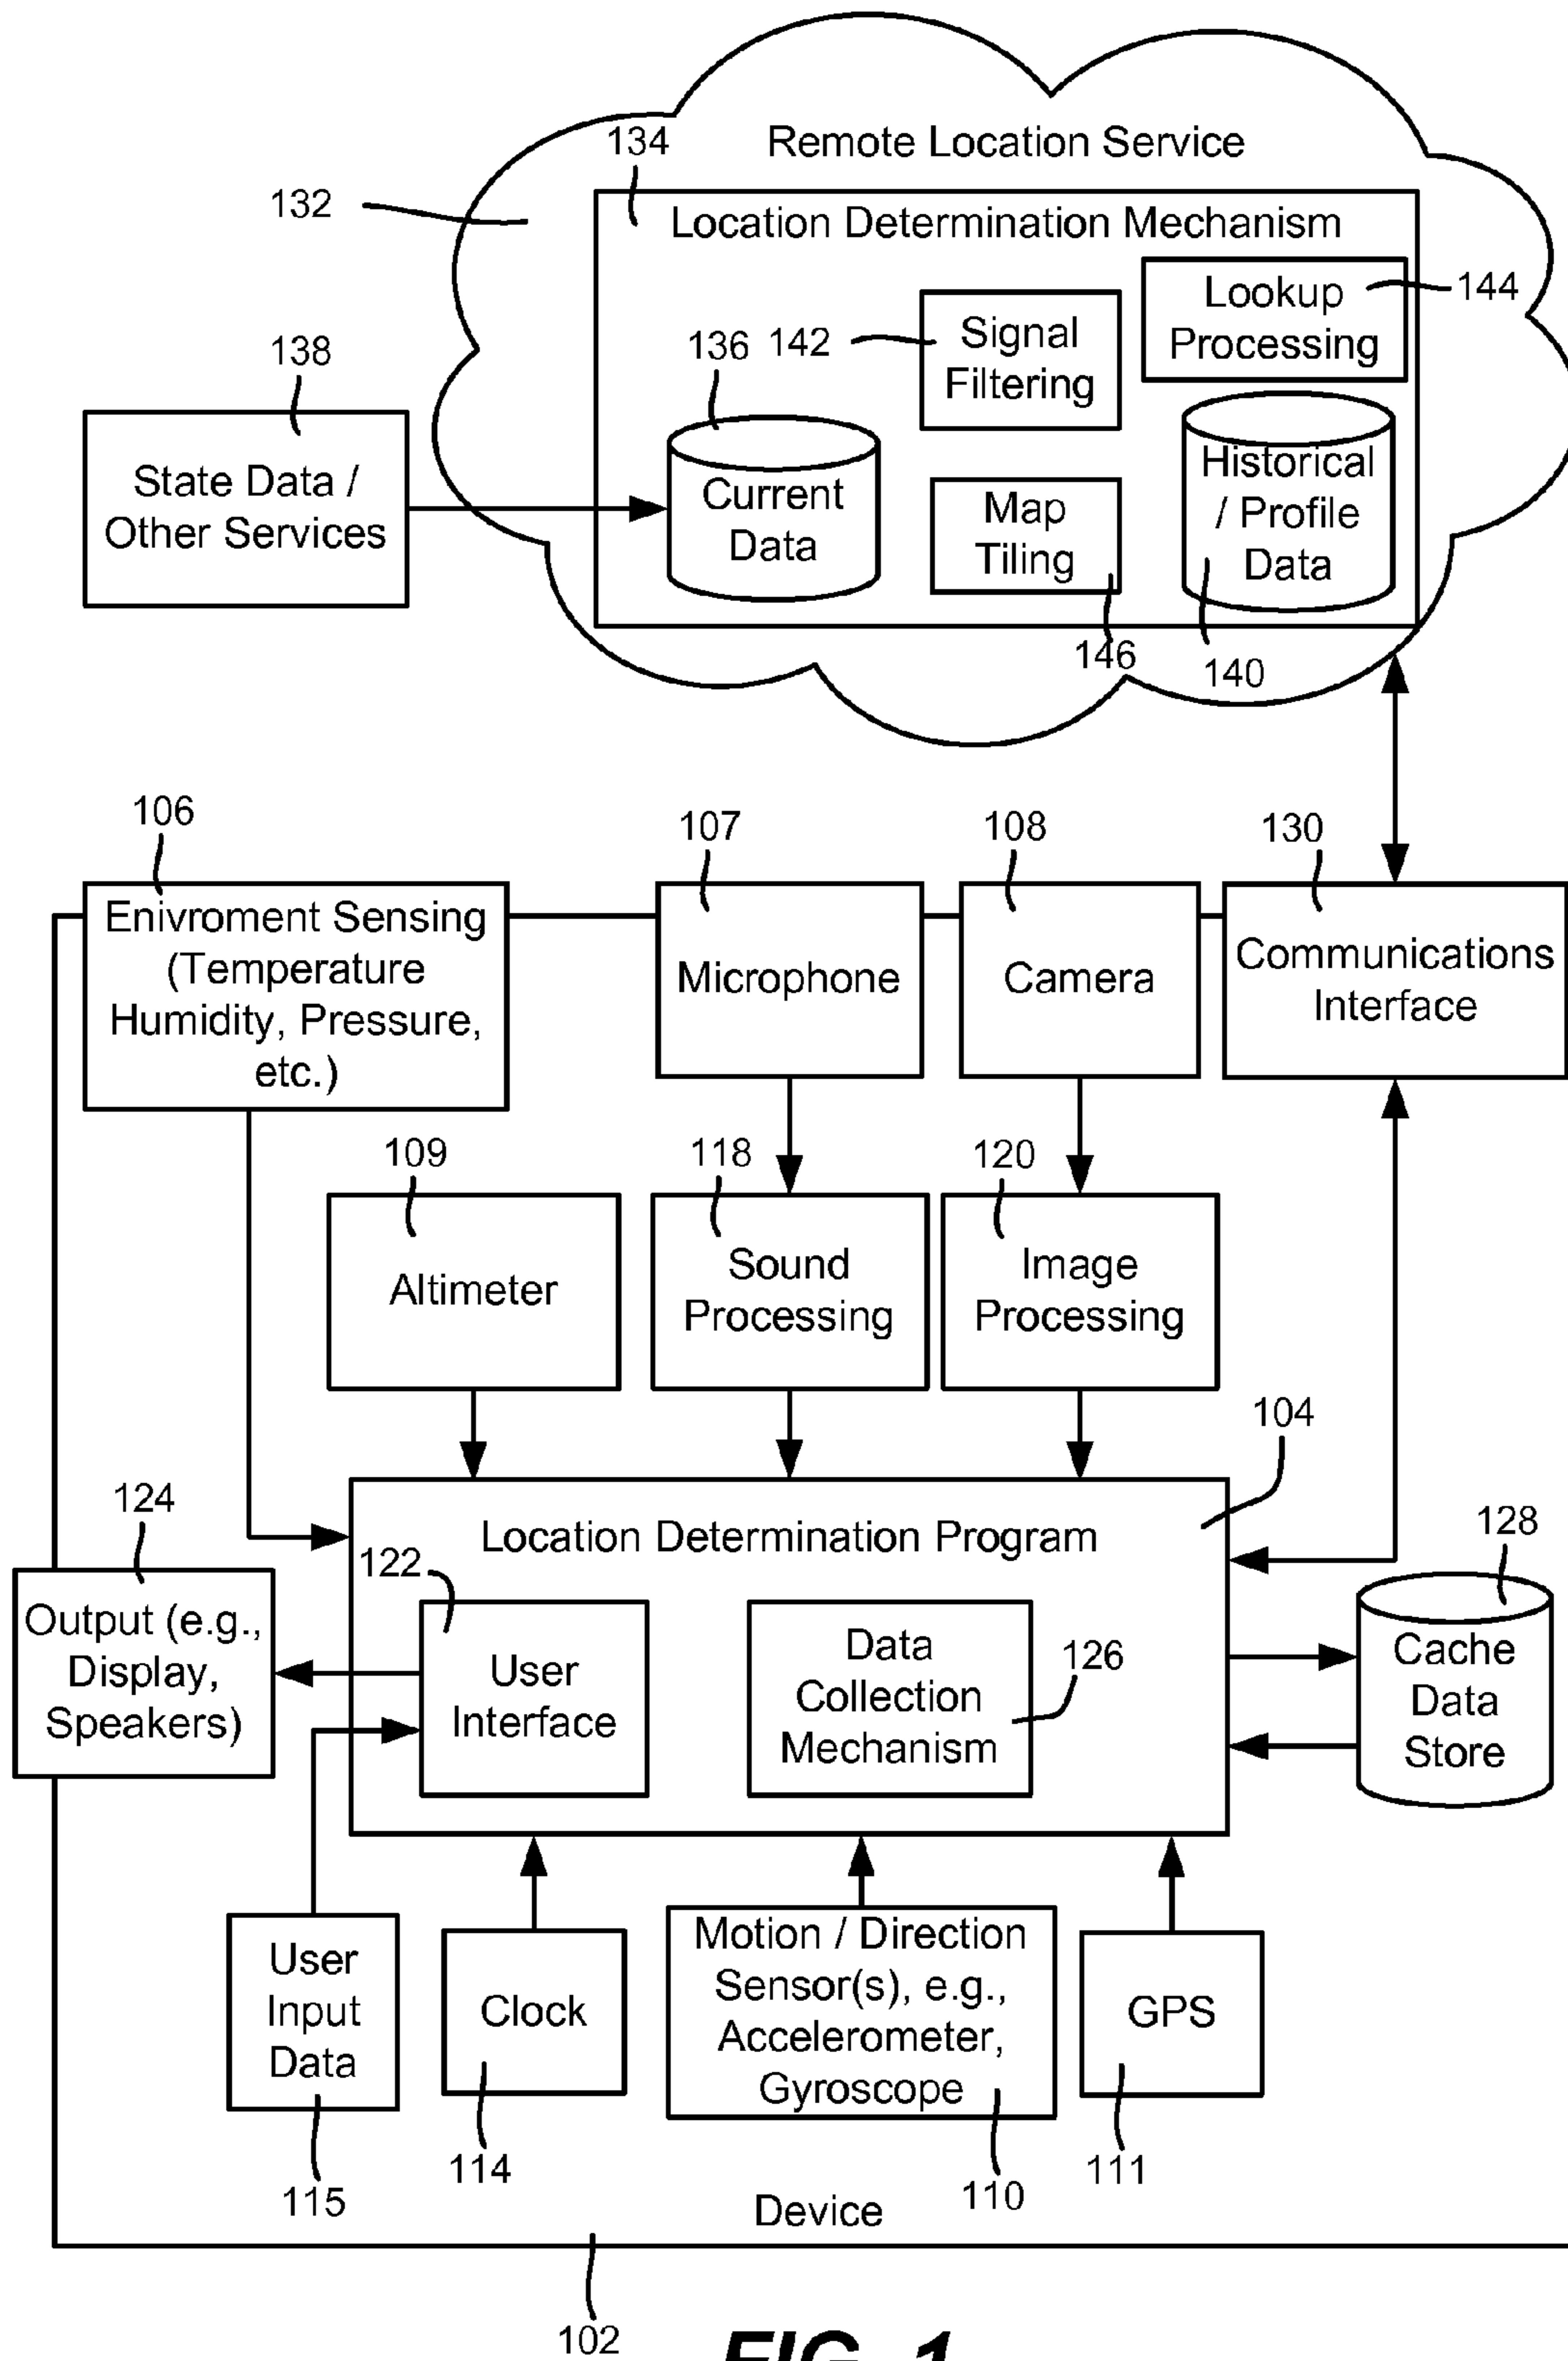 Remote Location Service
134
132
Location Determination Mechanism
Lookup
Processing
144
Signal
Filtering
142
136
138
State Data /
Other Services
Current
Data
Map
Tiling
Historical
/ Profile
Data
146
140
106
107
108
130
Enivroment Sensing
(Temperature
Humidity, Pressure,
etc.)
Microphone
Camera
Communications
Interface
109
118
120
Altimeter
Sound
Processing
Image
Processing
104
124
Location Determination Program
122
128
Output (e.g.,
Display,
Speakers)
User
Interface
Data
Collection
Mechanism
126
Cache
Data
Store
User
Input
Data
Clock
Motion / Direction
Sensor(s), e.g.,
Accelerometer,
Gyroscope
GPS
115
114
110
111
Device
102
FIG. 1